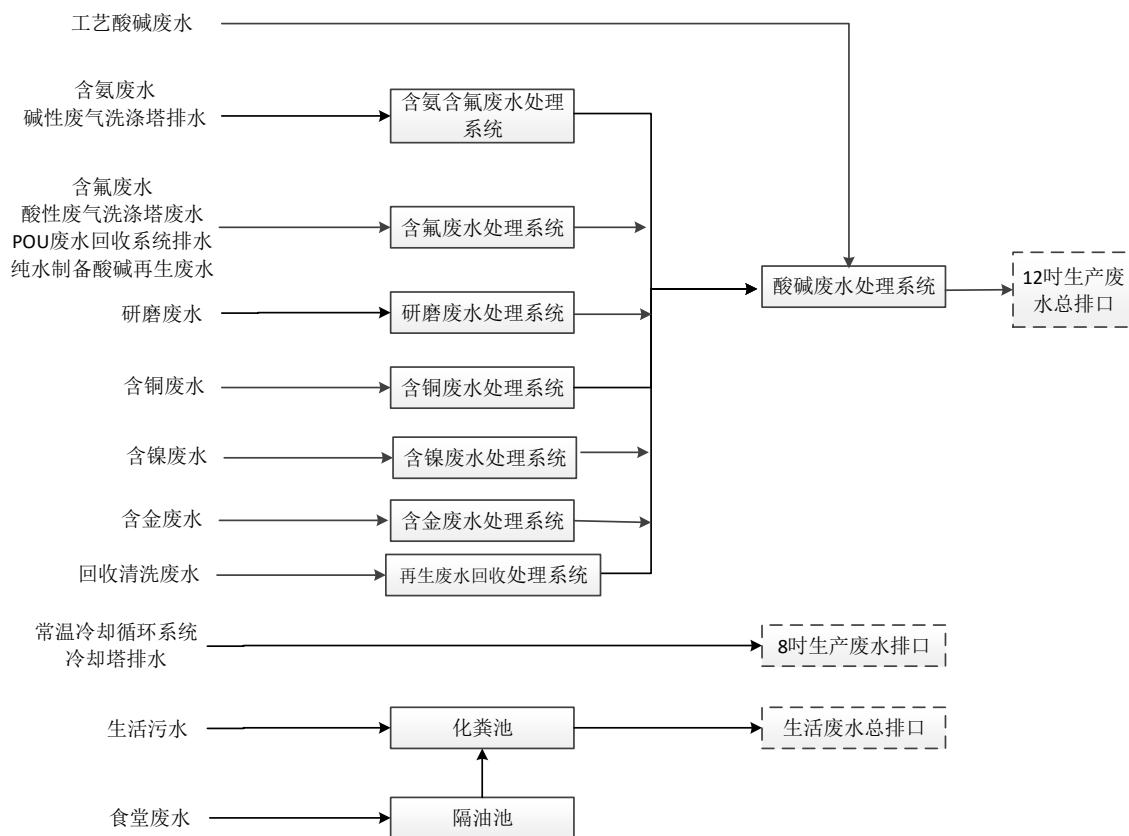 工艺酸碱废水
含氨废水
碱性废气洗涤塔排水
含氨含氟废水处理
系统
含氟废水
酸性废气洗涤塔废水
POU废水回收系统排水
纯水制备酸碱再生废水
含氟废水处理系统
酸碱废水处理系统
12吋生产废
水总排口
研磨废水
研磨废水处理系统
含铜废水
含铜废水处理系统
含镍废水
含镍废水处理系统
含金废水
含金废水处理系统
回收清洗废水
再生废水回收处理系统
常温冷却循环系统
冷却塔排水
8吋生产废水排口
生活污水
化粪池
生活废水总排口
食堂废水
隔油池